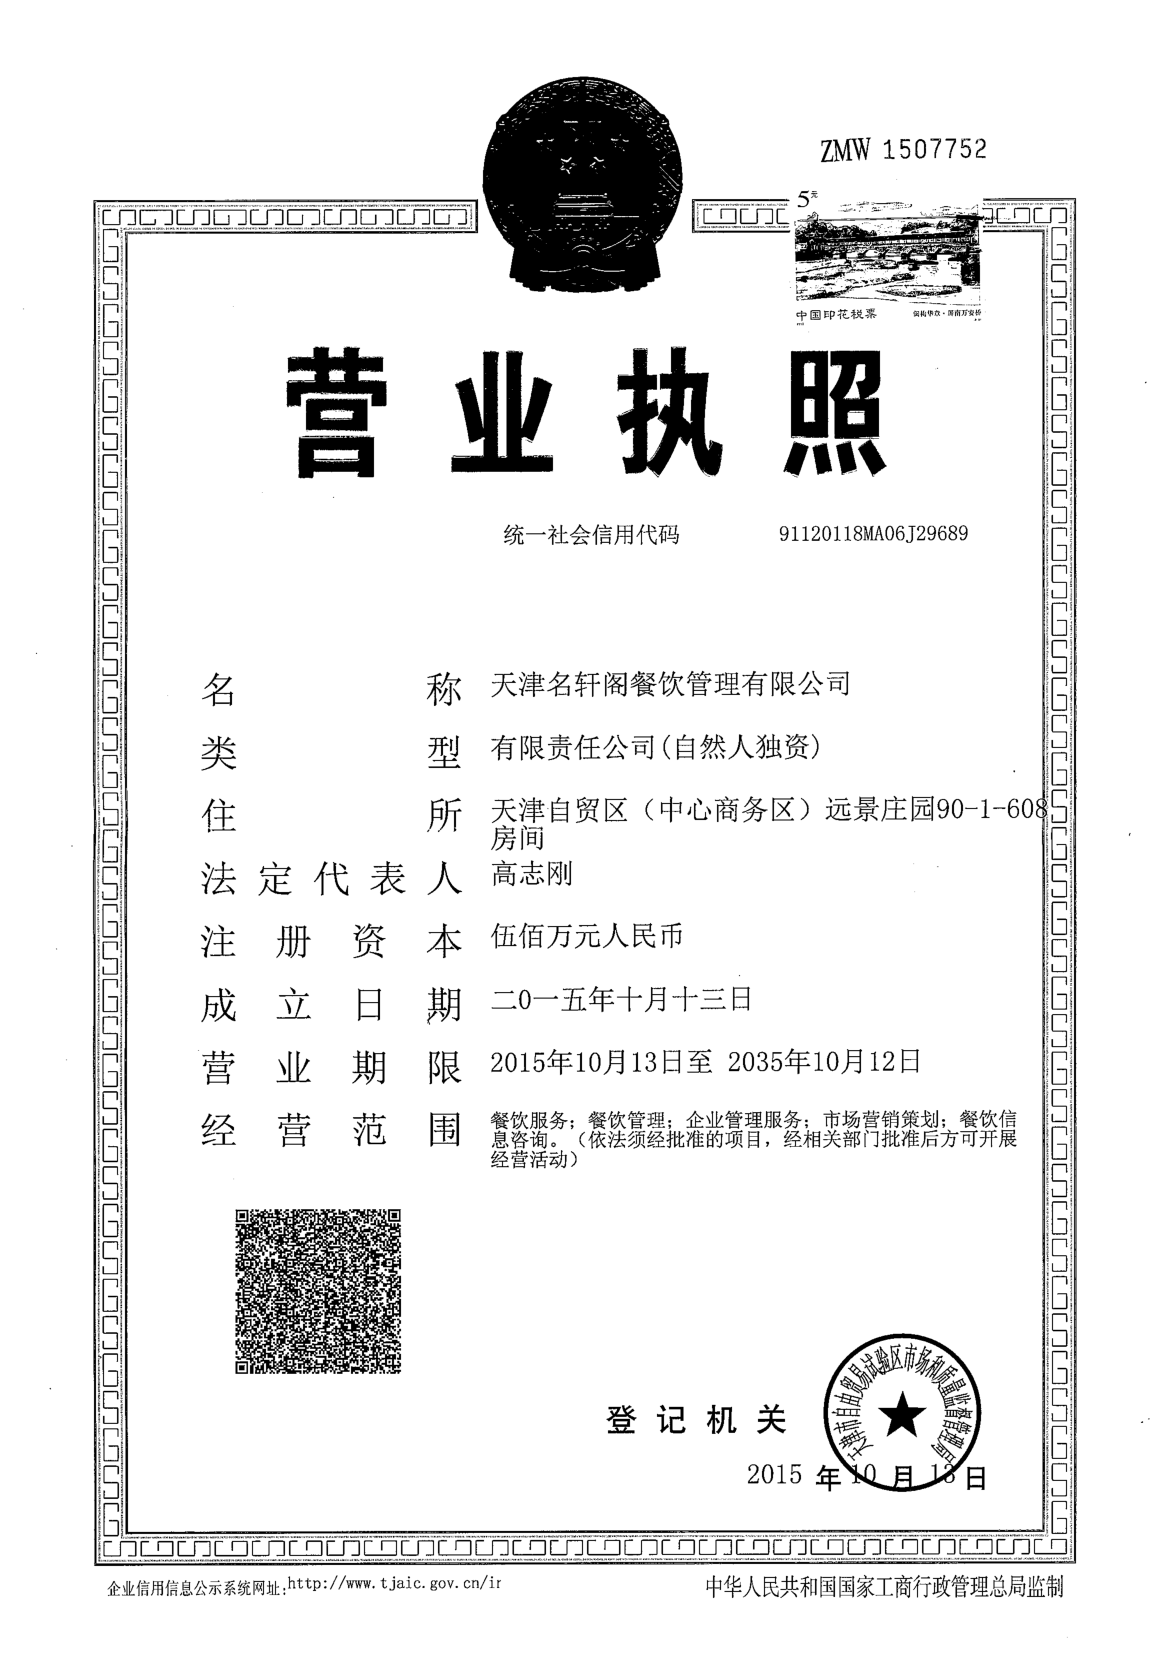 ZMW 1507752
5元
中国印花税票
营业执照
统一社会信用代码 91120118MA06J29689
名称 天津名轩阁餐饮管理有限公司
类型 有限责任公司(自然人独资)
住所 天津自贸区（中心商务区）远景庄园90-1-608
房间
法定代表人 高志刚
注册资本 伍佰万元人民币
成立日期 二0一五年十月十三日
营业期限 2015年10月13日至 2035年10月12日
经营范围 餐饮服务；餐饮管理；企业管理服务；市场营销策划；餐饮信
息咨询。（依法须经批准的项目，经相关部门批准后方可开展
经营活动）
天津市自由贸易试验区市场和质量监督管理局
登记机关
2015 年 10 月 13 日
企业信用信息公示系统网址:http://www.tjaic.gov.cn/ir
中华人民共和国国家工商行政管理总局监制